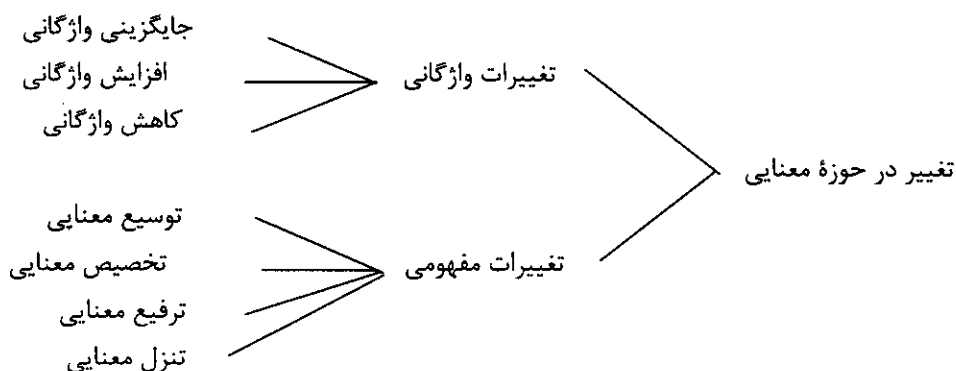 تغییر در حوزهٔ معنایی
تغییرات واژگانی
جایگزینی واژگانی
افزایش واژگانی
کاهش واژگانی
تغییرات مفهومی
توسیع معنایی
تخصیص معنایی
ترفیع معنایی
تنزل معنایی